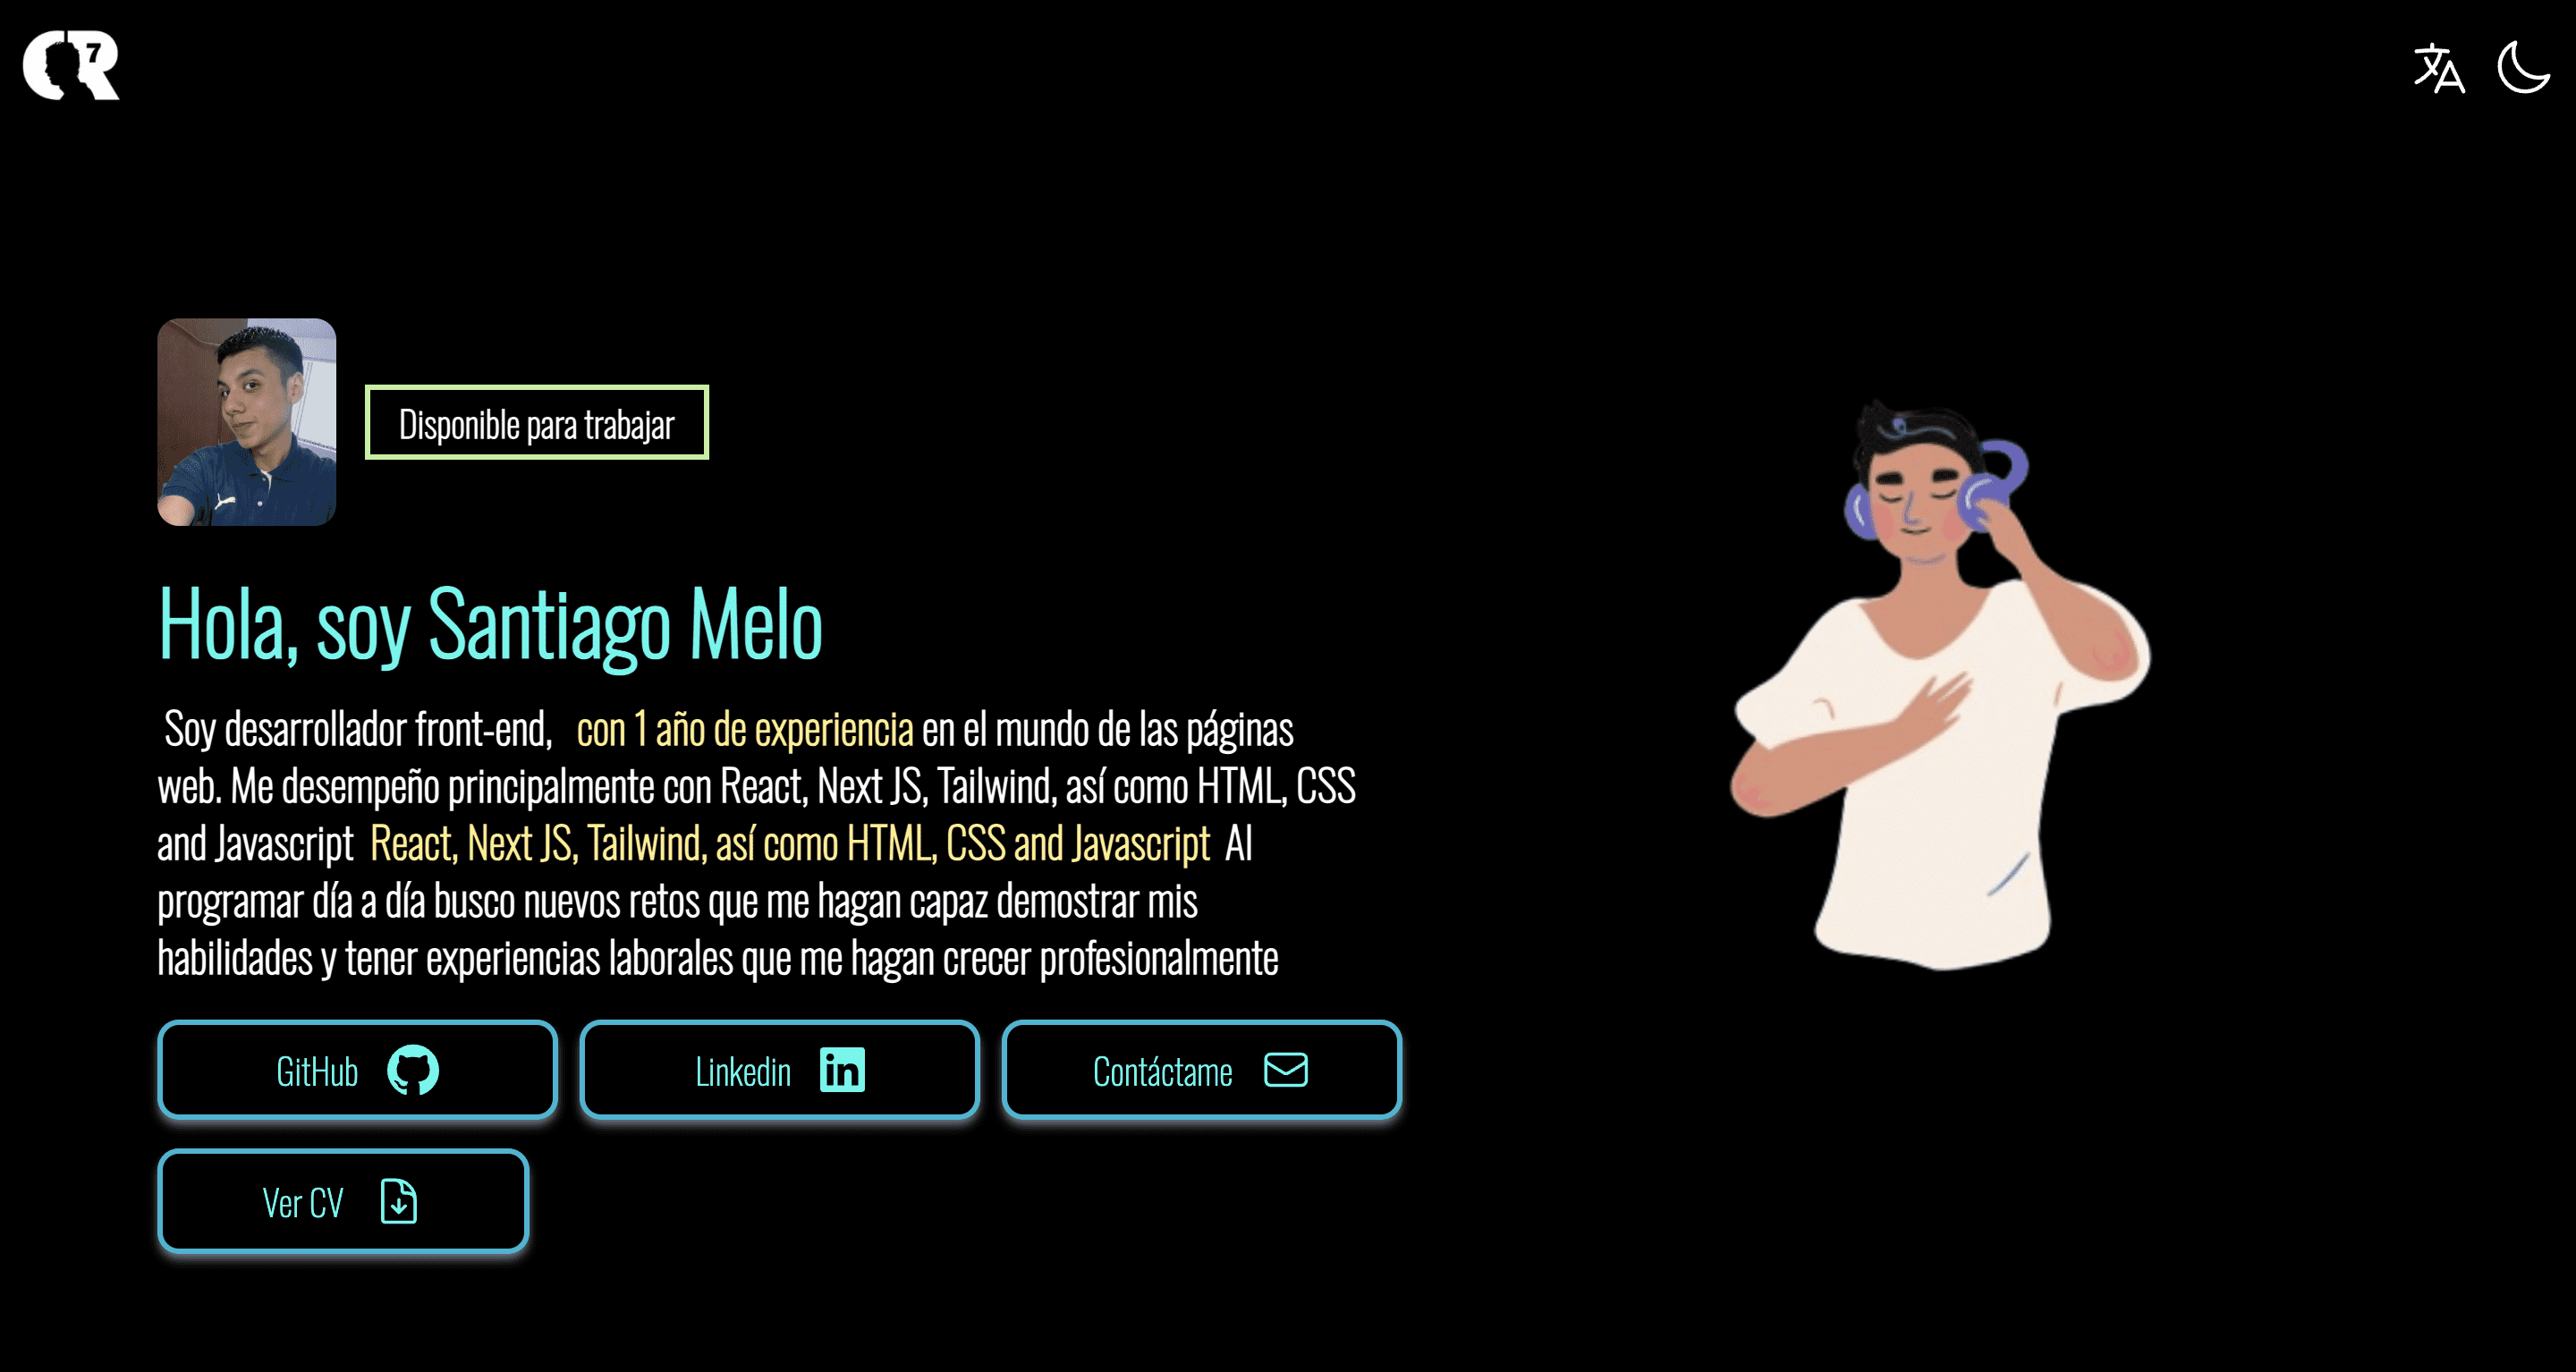 CR7
文A
Disponible para trabajar
Hola, soy Santiago Melo
Soy desarrollador front-end, con 1 año de experiencia en el mundo de las páginas
web. Me desempeño principalmente con React, Next JS, Tailwind, así como HTML, CSS
and Javascript React, Next JS, Tailwind, así como HTML, CSS and Javascript Al
programar día a día busco nuevos retos que me hagan capaz demostrar mis
habilidades y tener experiencias laborales que me hagan crecer profesionalmente
GitHub
Linkedin in
Contáctame
Ver CV